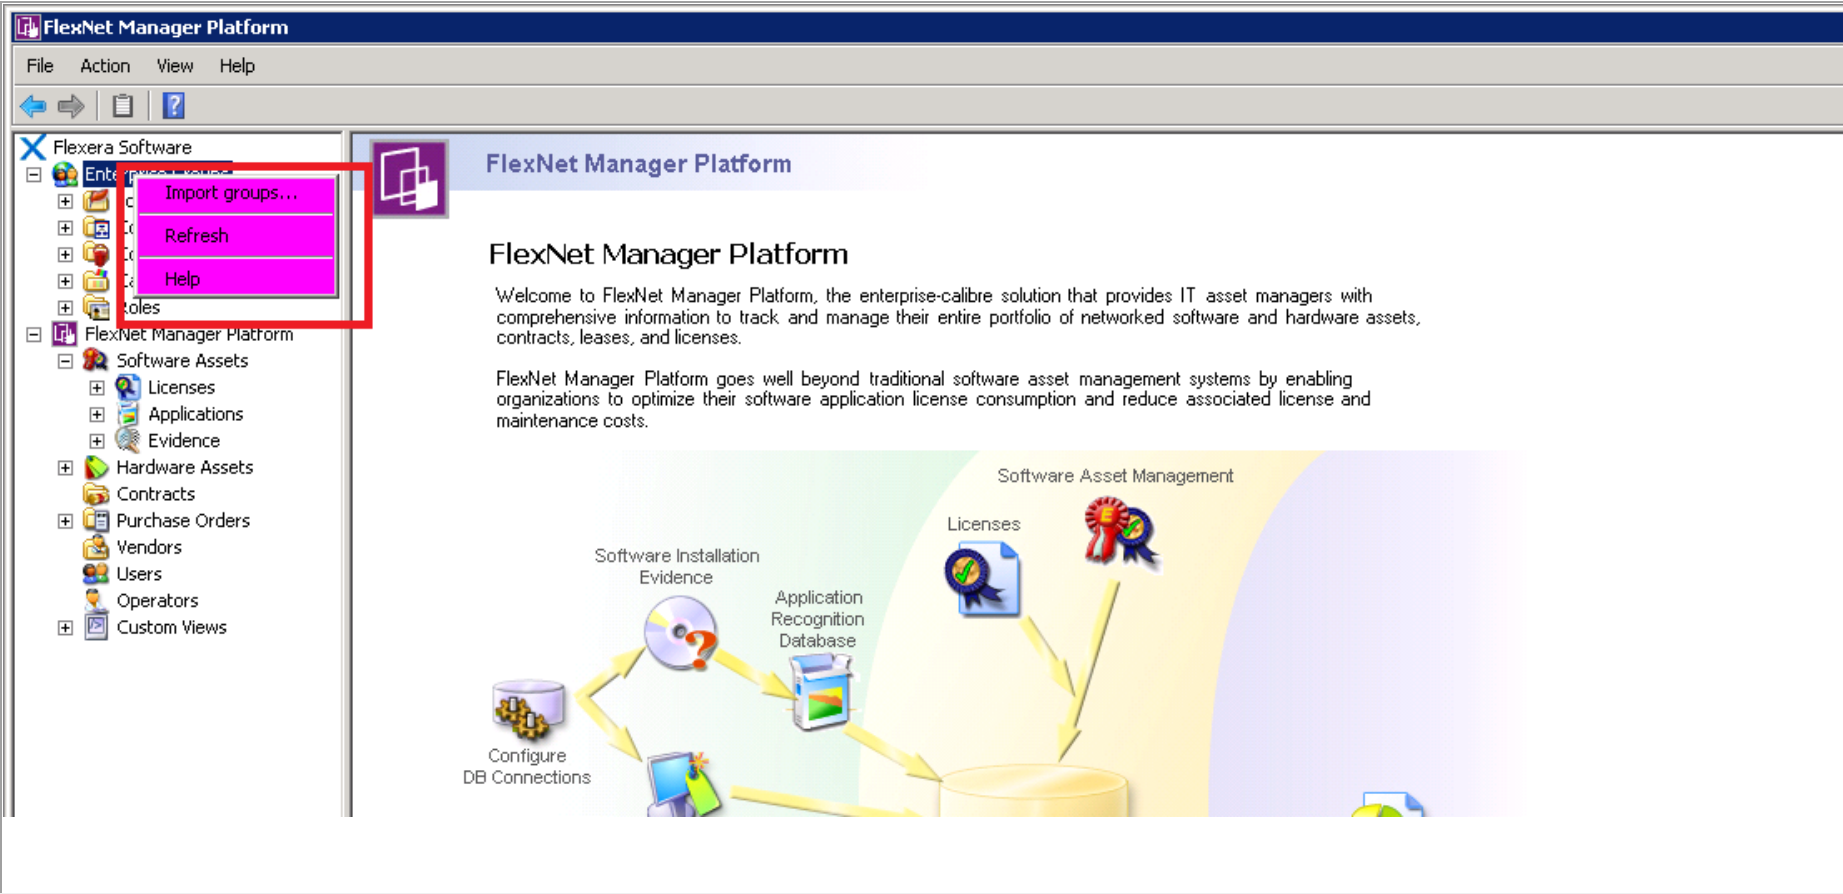 FlexNet Manager Platform
File Action View Help
Flexera Software
Import groups...
Refresh
Help
FlexNet Manager Platform
Software Assets
Licenses
Applications
Evidence
Hardware Assets
Contracts
Purchase Orders
Vendors
Users
Operators
Custom Views
FlexNet Manager Platform
FlexNet Manager Platform
Welcome to FlexNet Manager Platform, the enterprise-calibre solution that provides IT asset managers with
comprehensive information to track and manage their entire portfolio of networked software and hardware assets,
contracts, leases, and licenses.
FlexNet Manager Platform goes well beyond traditional software asset management systems by enabling
organizations to optimize their software application license consumption and reduce associated license and
maintenance costs.
Software Asset Management
Licenses
Software Installation
Evidence
Application
Recognition
Database
Configure
DB Connections